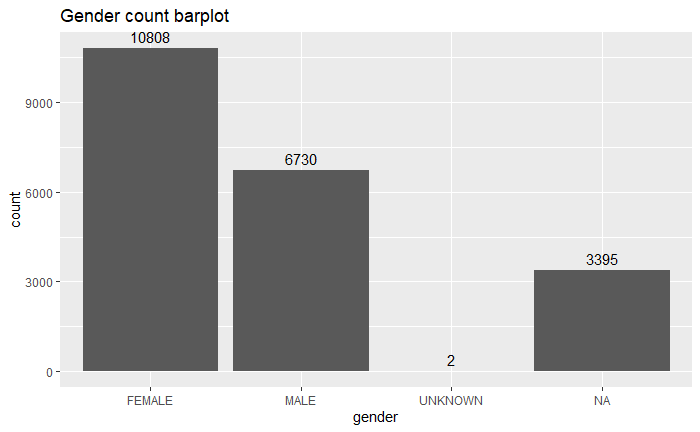 Gender count barplot
10808
9000
6730
6000
count
3395
3000
2
0
FEMALE MALE UNKNOWN NA
gender